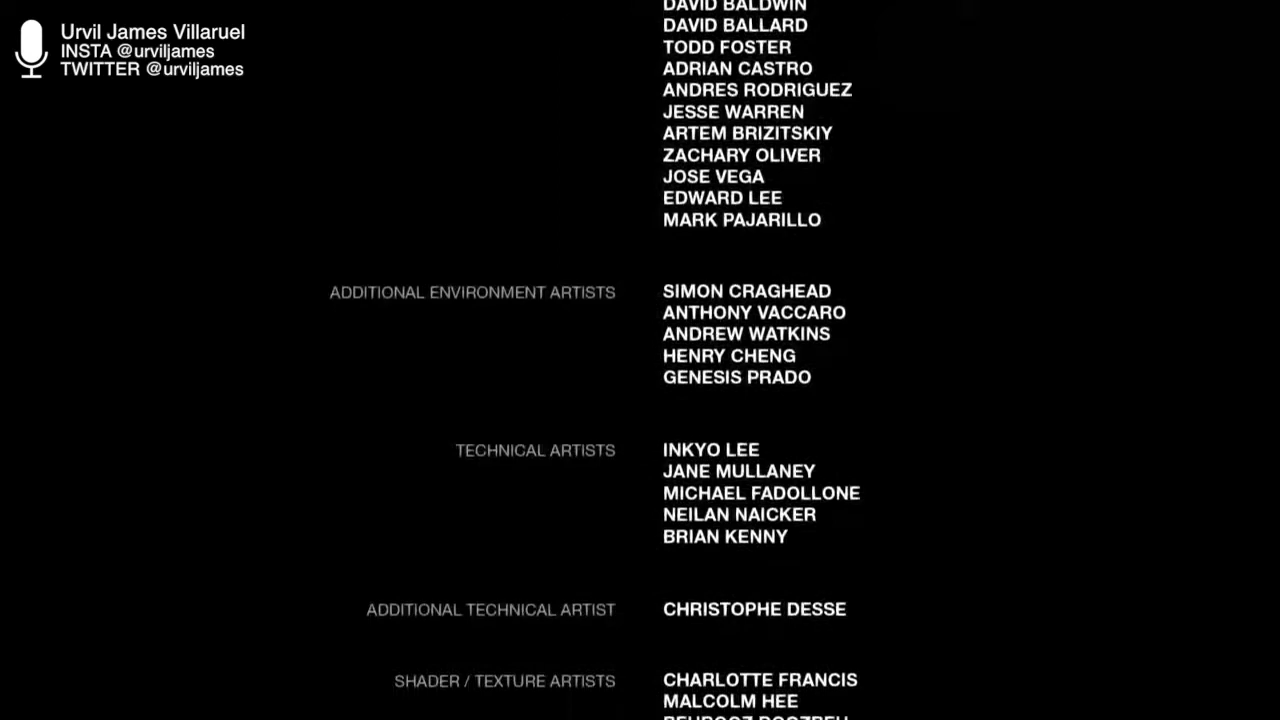 Urvil James Villaruel
INSTA @urviljames
TWITTER @urviljames
DAVID BALDWIN
DAVID BALLARD
TODD FOSTER
ADRIAN CASTRO
ANDRES RODRIGUEZ
JESSE WARREN
ARTEM BRIZITSKIY
ZACHARY OLIVER
JOSE VEGA
EDWARD LEE
MARK PAJARILLO
ADDITIONAL ENVIRONMENT ARTISTS SIMON CRAGHEAD
ANTHONY VACCARO
ANDREW WATKINS
HENRY CHENG
GENESIS PRADO
TECHNICAL ARTISTS INKYO LEE
JANE MULLANEY
MICHAEL FADOLLONE
NEILAN NAICKER
BRIAN KENNY
ADDITIONAL TECHNICAL ARTIST CHRISTOPHE DESSE
SHADER / TEXTURE ARTISTS CHARLOTTE FRANCIS
MALCOLM HEE